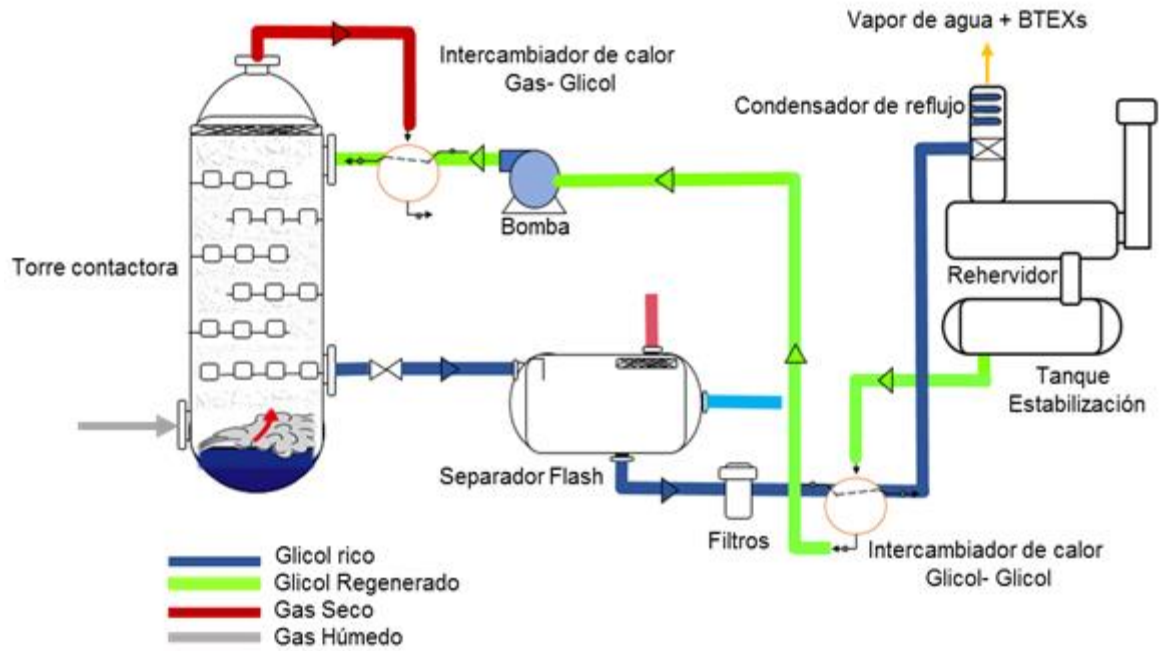 Vapor de agua + BTEXs
Intercambiador de calor
Gas- Glicol
Condensador de reflujo
Bomba
Torre contactora
Rehervidor
Tanque
Estabilización
Separador Flash
Filtros
Intercambiador de calor
Glicol- Glicol
Glicol rico
Glicol Regenerado
Gas Seco
Gas Húmedo